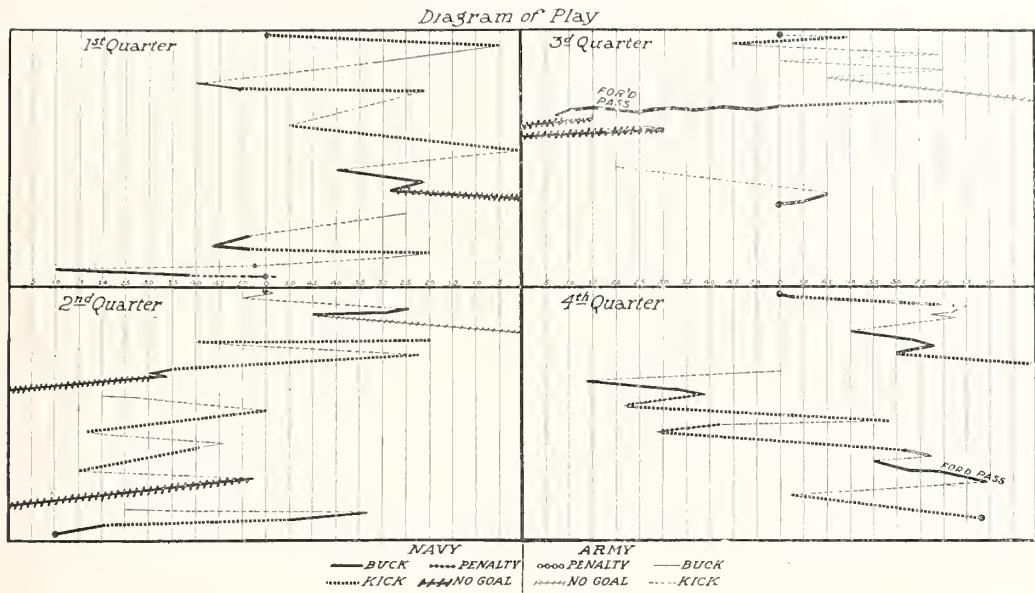 Diagram of Play
1st Quarter
3d Quarter
FOR'D
PASS
2nd Quarter
4th Quarter
FORD PASS
NAVY
ARMY
BUCK PENALTY PENALTY BUCK
KICK NO GOAL NO GOAL KICK